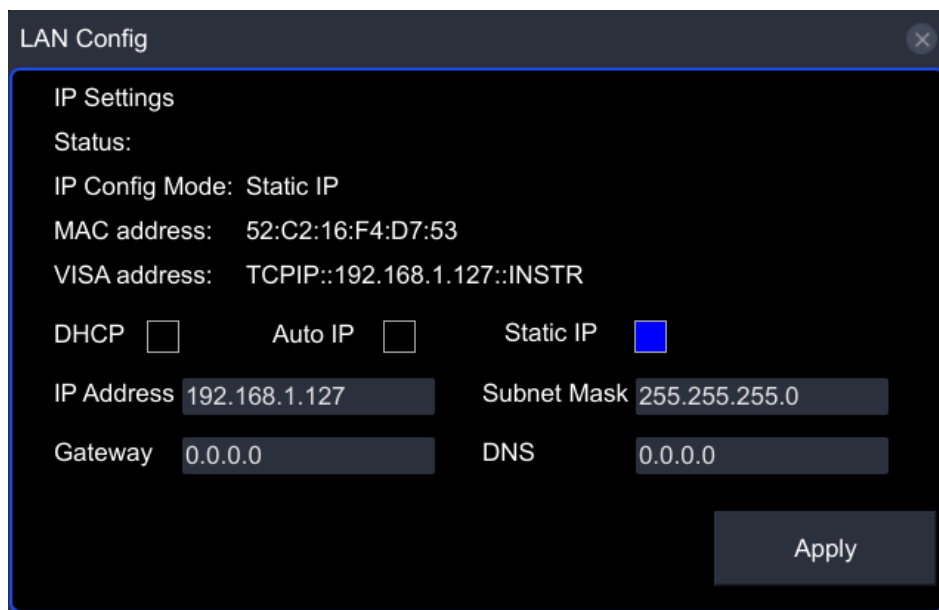 LAN Config
IP Settings
Status:
IP Config Mode: Static IP
MAC address: 52:C2:16:F4:D7:53
VISA address: TCPIP::192.168.1.127::INSTR
DHCP Auto IP Static IP
IP Address 192.168.1.127 Subnet Mask 255.255.255.0
Gateway 0.0.0.0 DNS 0.0.0.0
Apply